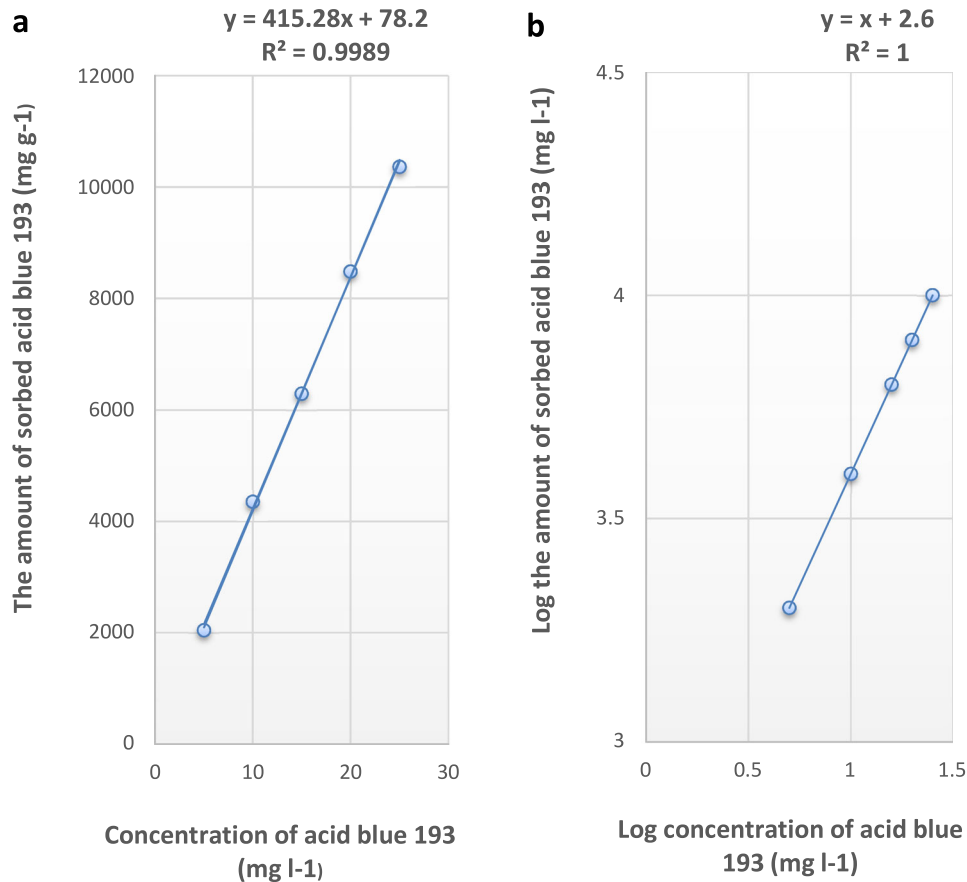 a
y = 415.28x + 78.2
R² = 0.9989
The amount of sorbed acid blue 193 (mg g-1)
12000
10000
8000
6000
4000
2000
0
0 10 20 30
Concentration of acid blue 193
(mg l-1)
b
y = x + 2.6
R² = 1
Log the amount of sorbed acid blue 193 (mg l-1)
4.5
4
3.5
3
0 0.5 1 1.5
Log concentration of acid blue
193 (mg l-1)